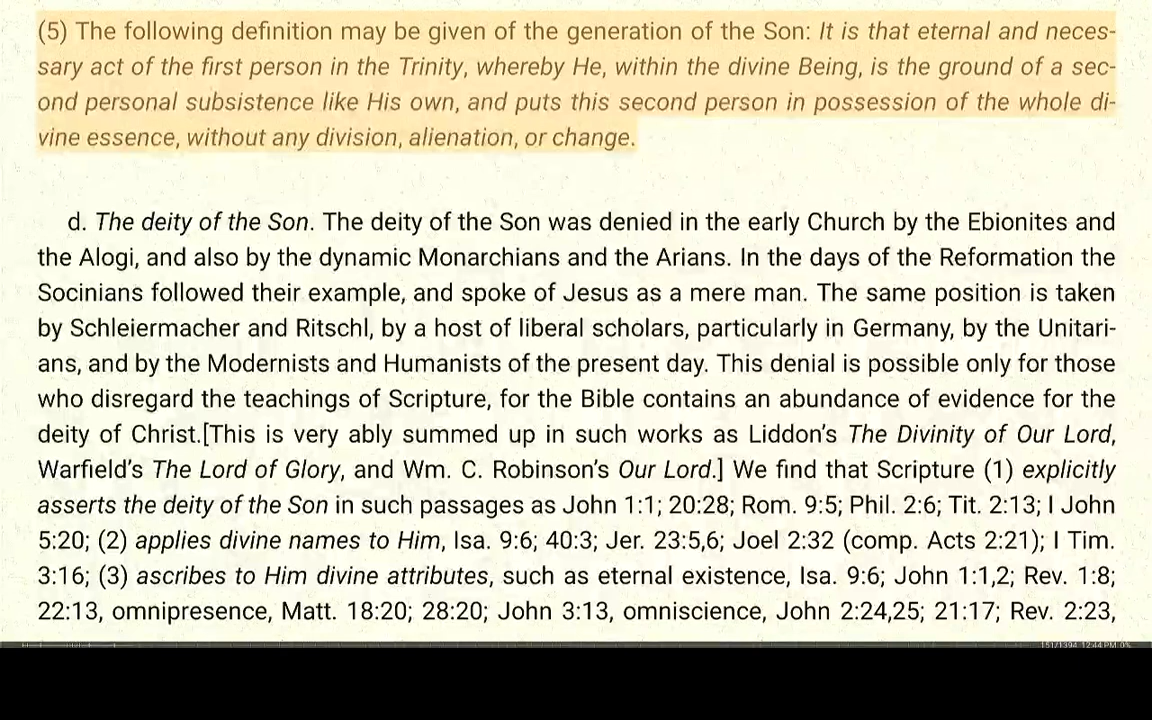 (5) The following definition may be given of the generation of the Son: It is that eternal and neces-
sary act of the first person in the Trinity, whereby He, within the divine Being, is the ground of a sec-
ond personal subsistence like His own, and puts this second person in possession of the whole di-
vine essence, without any division, alienation, or change.
d. The deity of the Son. The deity of the Son was denied in the early Church by the Ebionites and
the Alogi, and also by the dynamic Monarchians and the Arians. In the days of the Reformation the
Socinians followed their example, and spoke of Jesus as a mere man. The same position is taken
by Schleiermacher and Ritschl, by a host of liberal scholars, particularly in Germany, by the Unitari-
ans, and by the Modernists and Humanists of the present day. This denial is possible only for those
who disregard the teachings of Scripture, for the Bible contains an abundance of evidence for the
deity of Christ.[This is very ably summed up in such works as Liddon's The Divinity of Our Lord,
Warfield's The Lord of Glory, and Wm. C. Robinson's Our Lord.] We find that Scripture (1) explicitly
asserts the deity of the Son in such passages as John 1:1; 20:28; Rom. 9:5; Phil. 2:6; Tit. 2:13; I John
5:20; (2) applies divine names to Him, Isa. 9:6; 40:3; Jer. 23:5,6; Joel 2:32 (comp. Acts 2:21); I Tim.
3:16; (3) ascribes to Him divine attributes, such as eternal existence, Isa. 9:6; John 1:1,2; Rev. 1:8;
22:13, omnipresence, Matt. 18:20; 28:20; John 3:13, omniscience, John 2:24,25; 21:17; Rev. 2:23,
151/1394 12:44 PM 0%